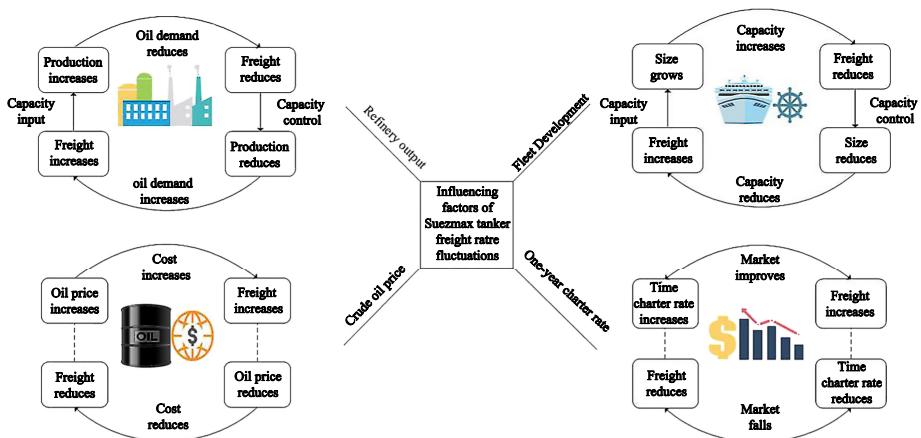 Oil demand
reduces
Production
increases
Freight
reduces
Capacity
input
Capacity
control
Freight
increases
Production
reduces
oil demand
increases
Capacity
increases
Size
grows
Freight
reduces
Capacity
input
Capacity
control
Freight
increases
Size
reduces
Capacity
reduces
Refinery output
Fleet Development
Influencing
factors of
Suezmax tanker
freight ratre
fluctuations
Crude oil price
One-year charter rate
Cost
increases
Oil price
increases
Freight
increases
OIL
$
Freight
reduces
Oil price
reduces
Cost
reduces
Market
improves
Time
charter rate
increases
Freight
increases
$
Freight
reduces
Time
charter rate
reduces
Market
falls